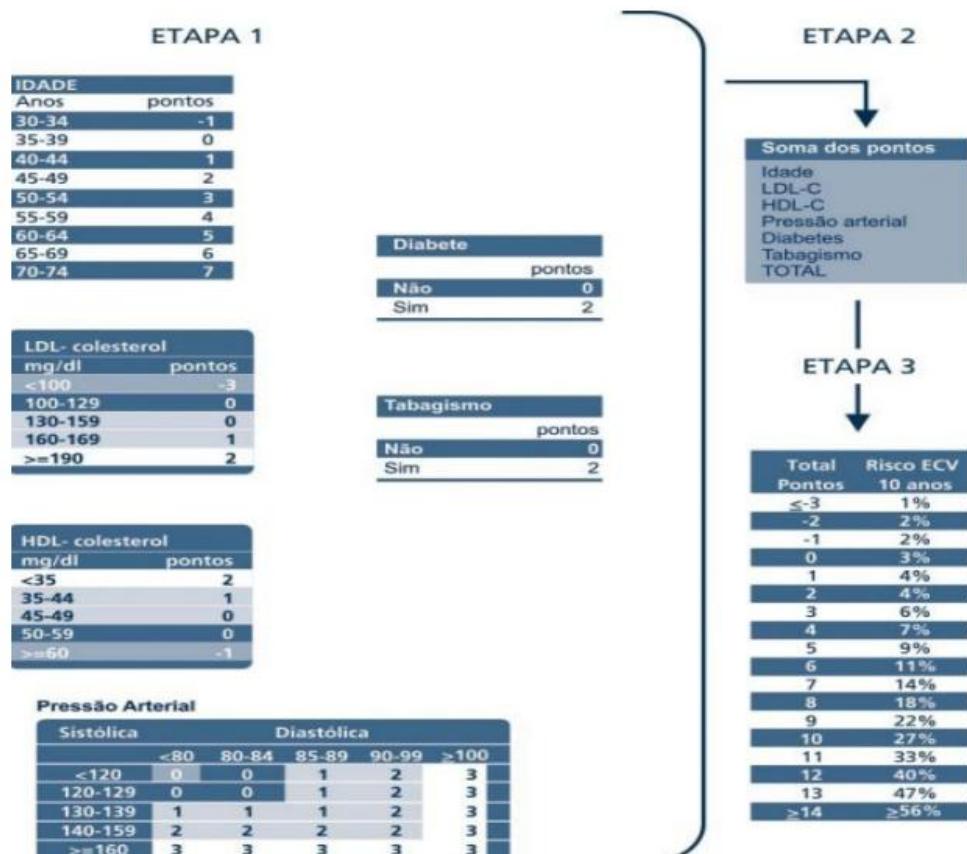 ETAPA 1
IDADE
Anos pontos
30-34 -1
35-39 0
40-44 1
45-49 2
50-54 3
55-59 4
60-64 5
65-69 6
70-74 7
LDL- colesterol
mg/dl pontos
<100 -3
100-129 0
130-159 0
160-169 1
>=190 2
HDL- colesterol
mg/dl pontos
<35 2
35-44 1
45-49 0
50-59 0
>=60 -1
Diabete
pontos
Não 0
Sim 2
Tabagismo
pontos
Não 0
Sim 2
Pressão Arterial
Sistólica Diastólica
<80 80-84 85-89 90-99 ≥100
<120 0 0 1 2 3
120-129 0 0 1 2 3
130-139 1 1 1 2 3
140-159 2 2 2 2 3
>=160 3 3 3 3 3
ETAPA 2
Soma dos pontos
Idade
LDL-C
HDL-C
Pressão arterial
Diabetes
Tabagismo
TOTAL
ETAPA 3
Total Risco ECV
Pontos 10 anos
≤-3 1%
-2 2%
-1 2%
0 3%
1 4%
2 4%
3 6%
4 7%
5 9%
6 11%
7 14%
8 18%
9 22%
10 27%
11 33%
12 40%
13 47%
≥14 ≥56%